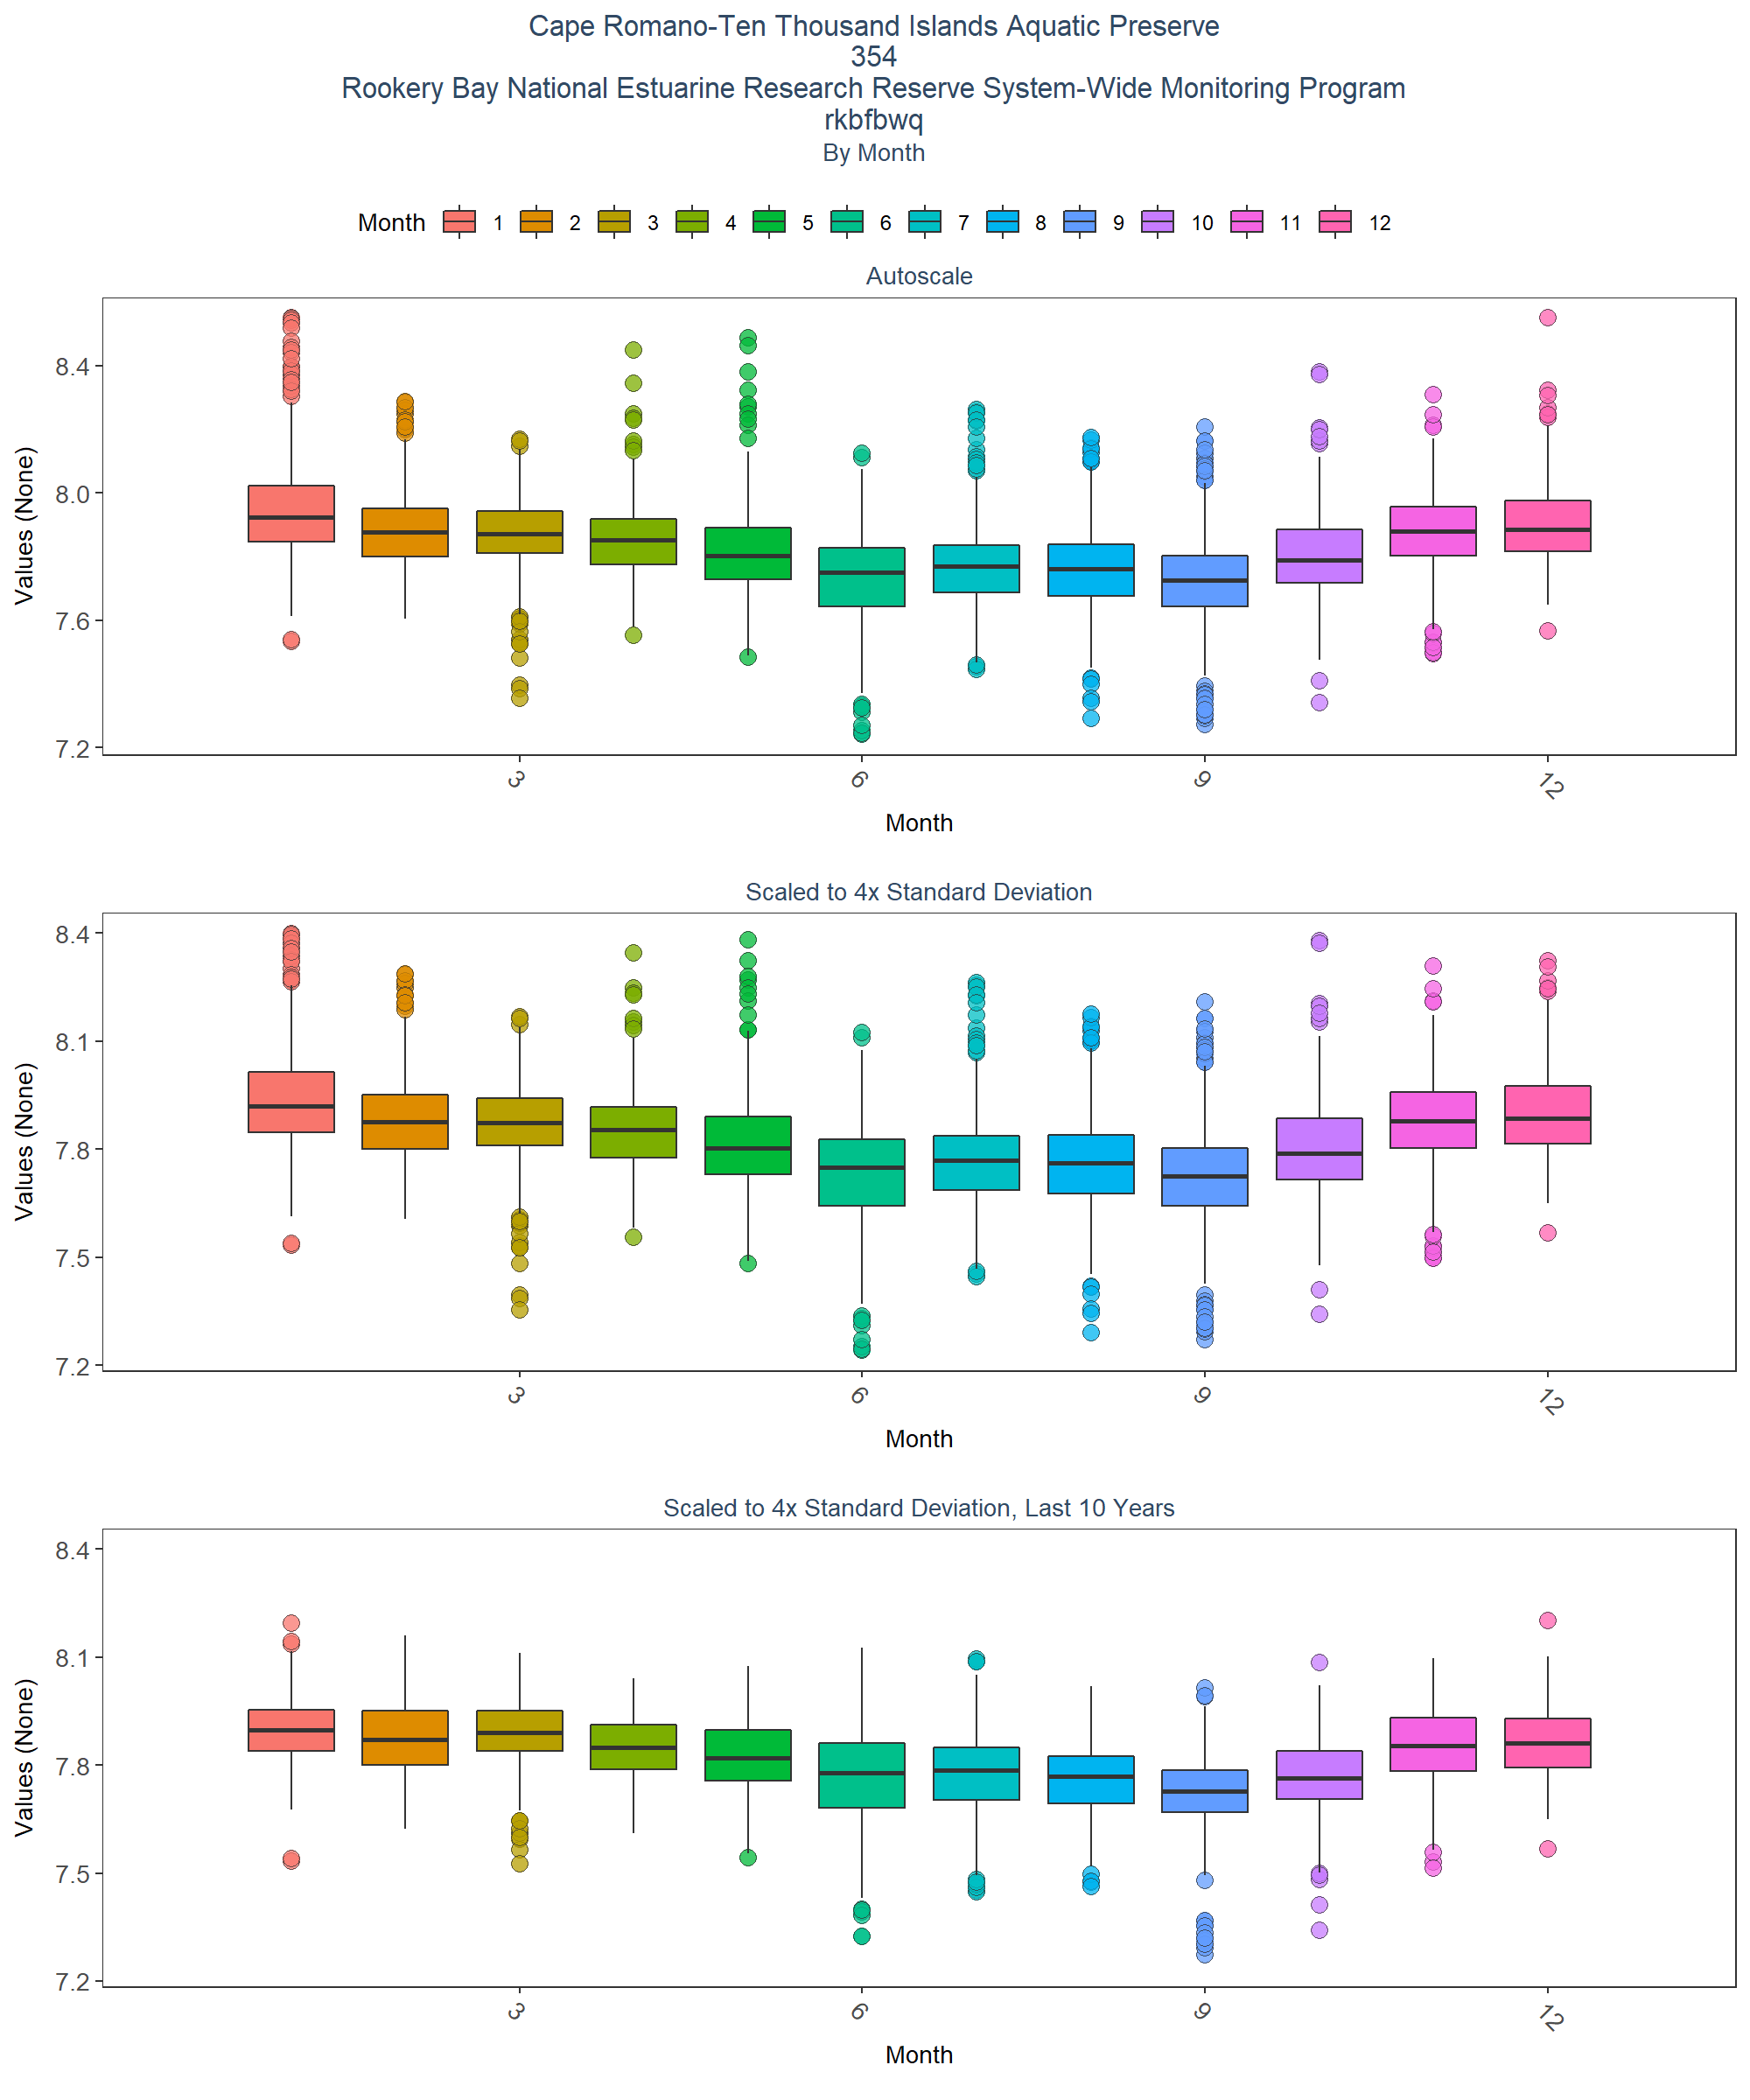 Cape Romano-Ten Thousand Islands Aquatic Preserve
354
Rookery Bay National Estuarine Research Reserve System-Wide Monitoring Program
rkbfbwq
By Month
Month 1 2 3 4 5 6 7 8 9 10 11 12
Autoscale
Values (None)
8.4
8.0
7.6
7.2
3 6 9 12
Month
Scaled to 4x Standard Deviation
Values (None)
8.4
8.1
7.8
7.5
7.2
3 6 9 12
Month
Scaled to 4x Standard Deviation, Last 10 Years
Values (None)
8.4
8.1
7.8
7.5
7.2
3 6 9 12
Month